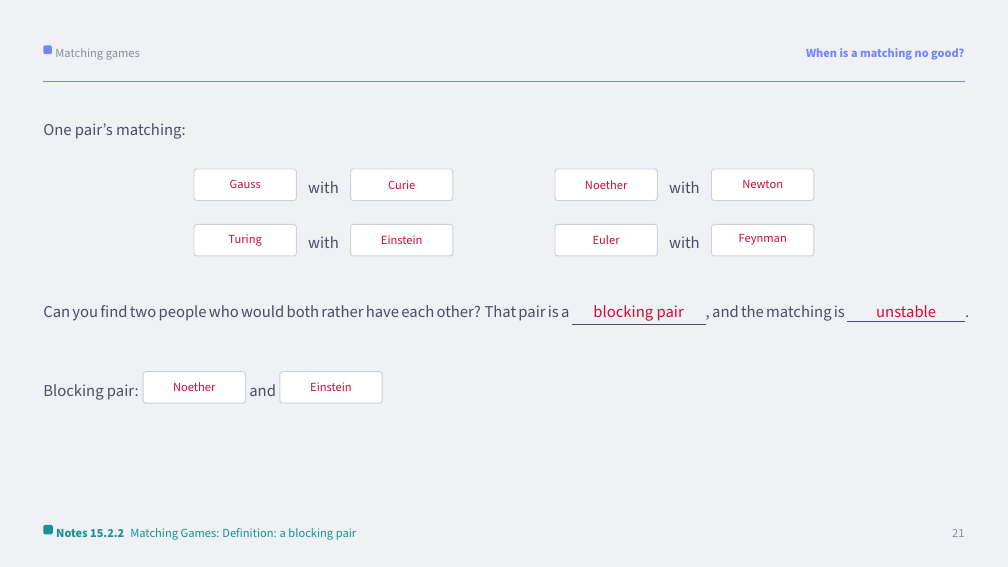 Matching games
When is a matching no good?
One pair’s matching:
Gauss with Curie
Noether with Newton
Turing with Einstein
Euler with Feynman
Can you find two people who would both rather have each other? That pair is a blocking pair, and the matching is unstable.
Blocking pair: Noether and Einstein
Notes 15.2.2 Matching Games: Definition: a blocking pair
21